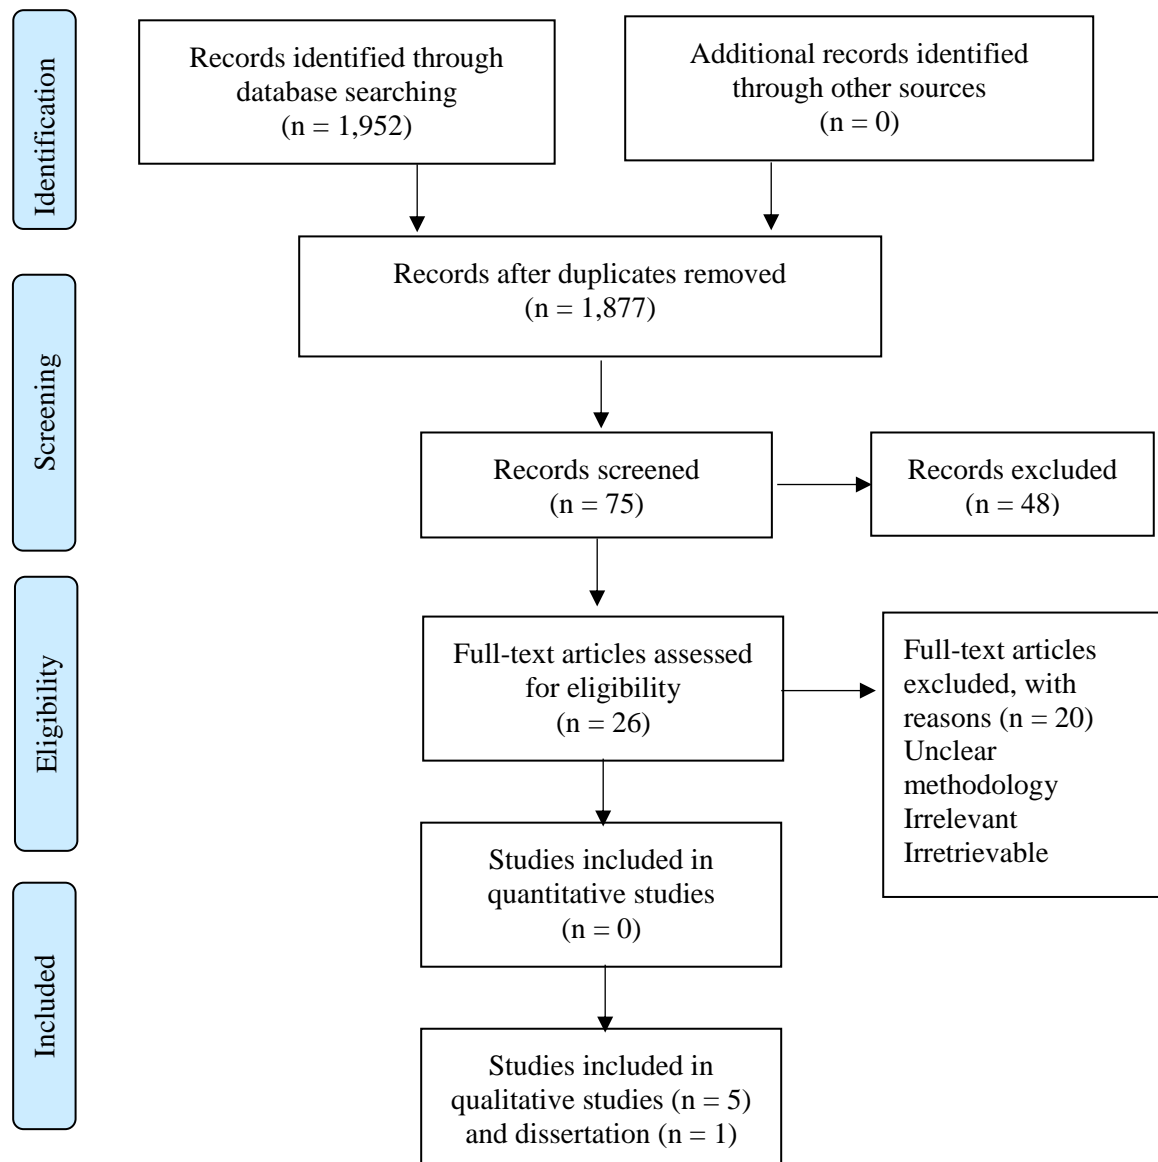 Identification
Records identified through
database searching
(n = 1,952)
Additional records identified
through other sources
(n = 0)
Records after duplicates removed
(n = 1,877)
Screening
Records screened
(n = 75)
Records excluded
(n = 48)
Eligibility
Full-text articles assessed
for eligibility
(n = 26)
Full-text articles
excluded, with
reasons (n = 20)
Unclear
methodology
Irrelevant
Irretrievable
Studies included in
quantitative studies
(n = 0)
Included
Studies included in
qualitative studies (n = 5)
and dissertation (n = 1)